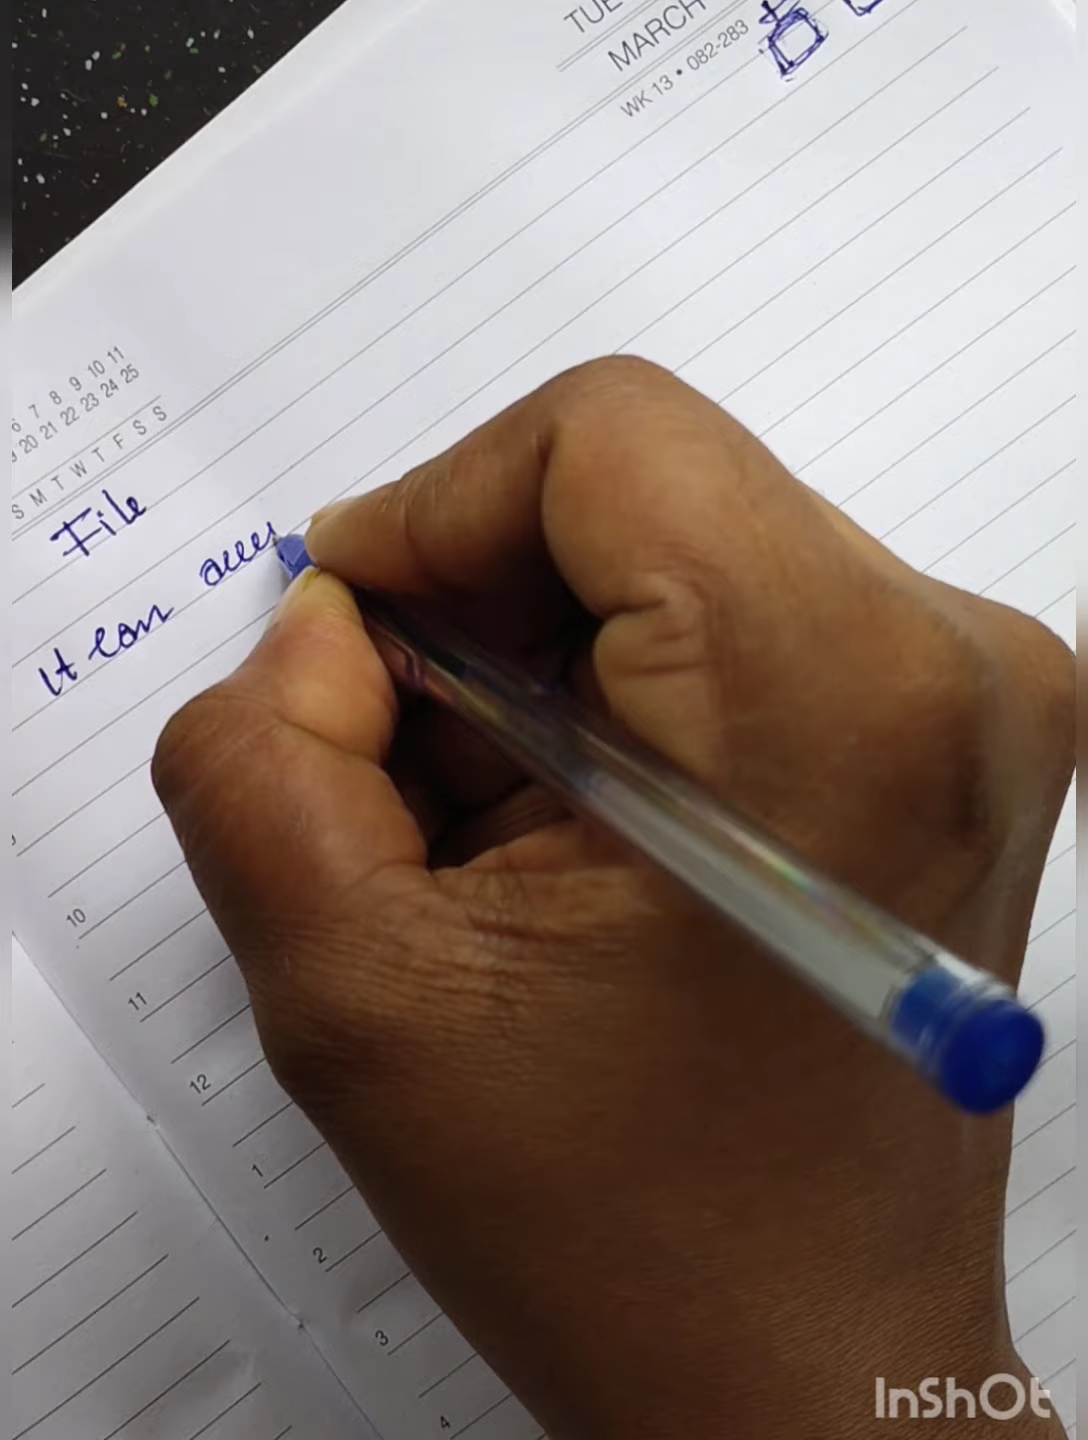 TUE
MARCH
WK 13 • 082-283
6 7 8 9 10 11
20 21 22 23 24 25
S M T W T F S S
File
It can acces
10
11
12
1
2
3
4
InShOt